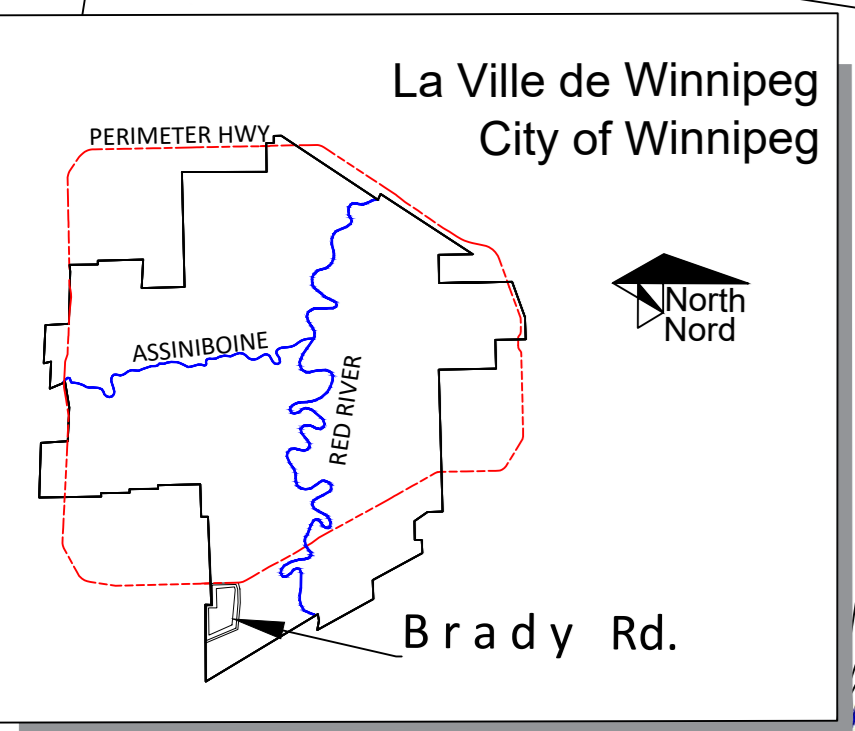 La Ville de Winnipeg
City of Winnipeg
PERIMETER HWY
North
Nord
ASSINIBOINE
RED RIVER
Brady Rd.